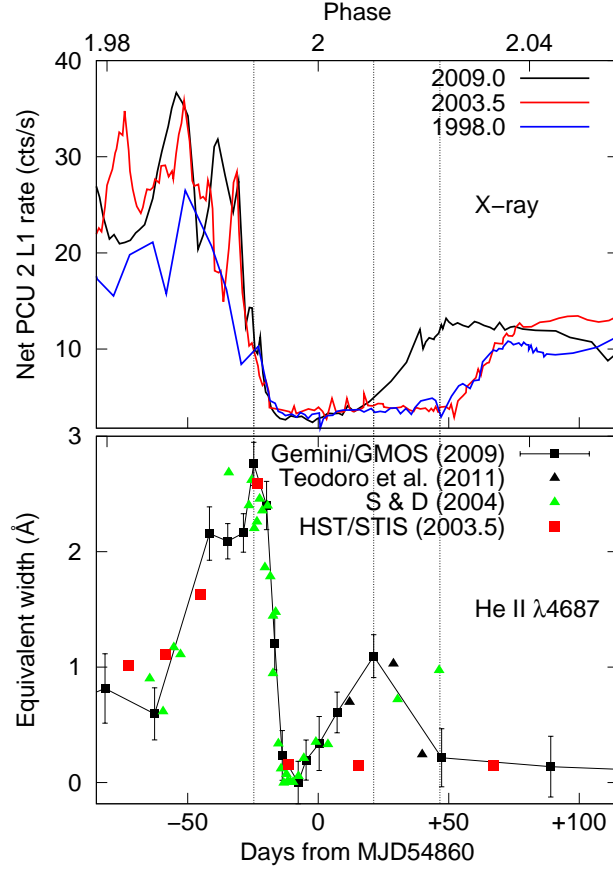 Phase
1.98 2 2.04
40
30
20
10
Net PCU 2 L1 rate (cts/s)
2009.0
2003.5
1998.0
X−ray
3
2
1
0
Equivalent width (Å)
Gemini/GMOS (2009)
Teodoro et al. (2011)
S & D (2004)
HST/STIS (2003.5)
He II λ4687
−50 0 +50 +100
Days from MJD54860